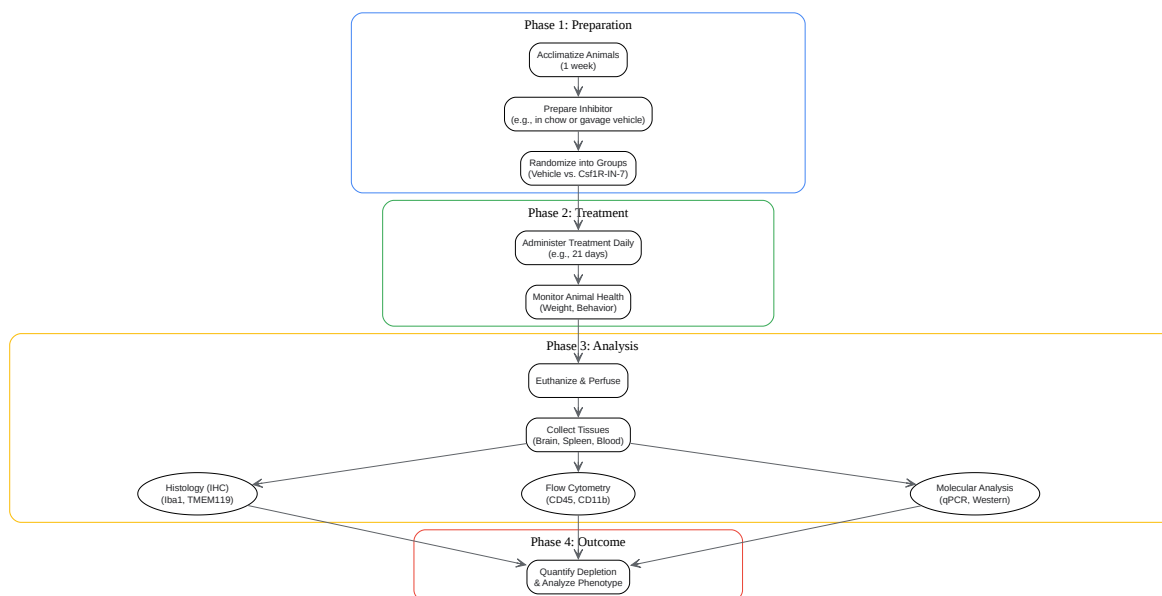 Phase 1: Preparation
Acclimatize Animals
(1 week)
Prepare Inhibitor
(e.g., in chow or gavage vehicle)
Randomize into Groups
(Vehicle vs. Csf1R-IN-7)
Phase 2: Treatment
Administer Treatment Daily
(e.g., 21 days)
Monitor Animal Health
(Weight, Behavior)
Phase 3: Analysis
Euthanize & Perfuse
Collect Tissues
(Brain, Spleen, Blood)
Histology (IHC)
(Iba1, TMEM119)
Flow Cytometry
(CD45, CD11b)
Molecular Analysis
(qPCR, Western)
Phase 4: Outcome
Quantify Depletion
& Analyze Phenotype